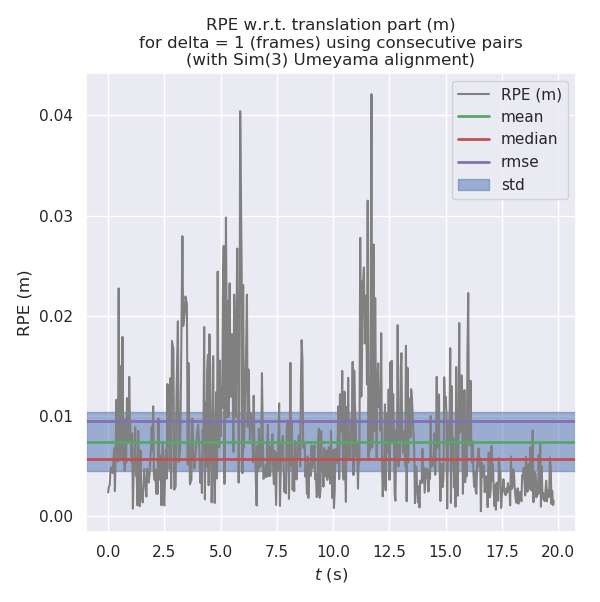 RPE w.r.t. translation part (m)
for delta = 1 (frames) using consecutive pairs
(with Sim(3) Umeyama alignment)
RPE (m)
mean
median
rmse
std
0.04
0.03
0.02
0.01
0.00
RPE (m)
0.0 2.5 5.0 7.5 10.0 12.5 15.0 17.5 20.0
t (s)